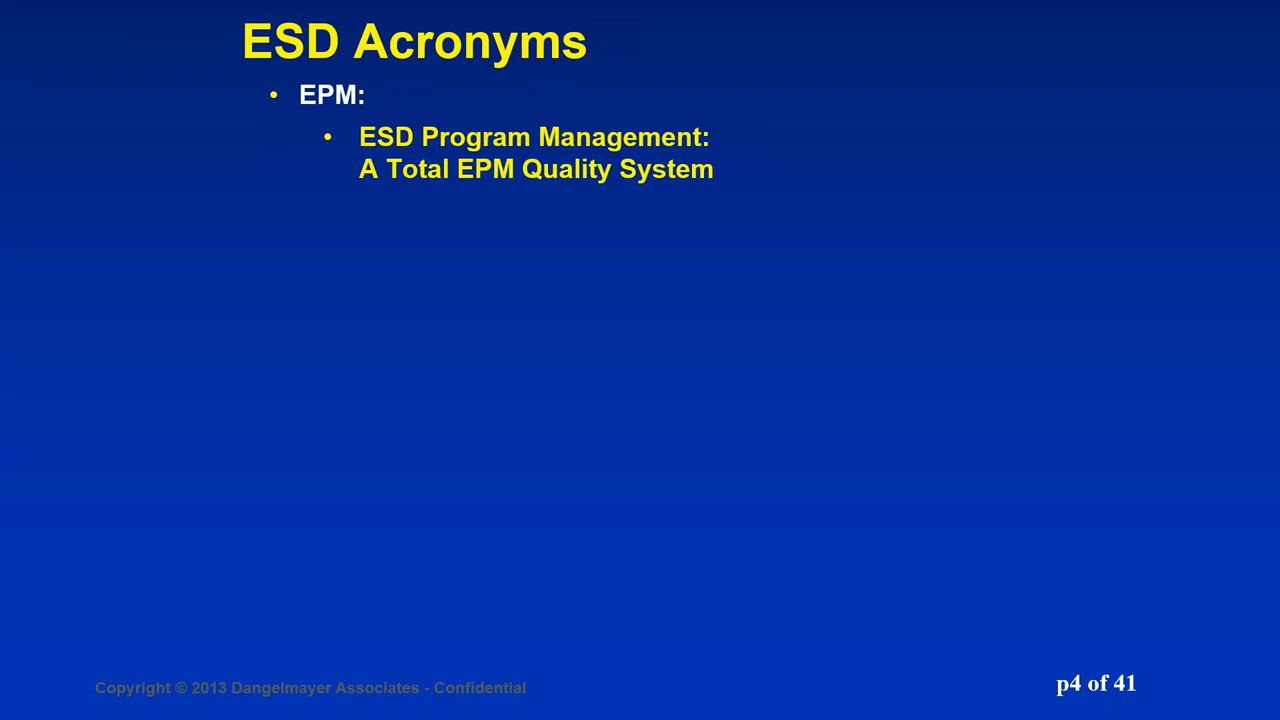 ESD Acronyms
• EPM:
• ESD Program Management:
A Total EPM Quality System
Copyright © 2013 Dangelmayer Associates - Confidential
p4 of 41